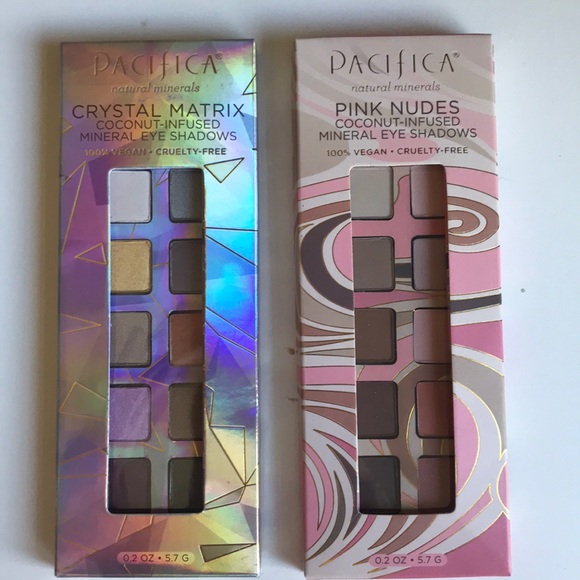 PACIFICA®
natural minerals
CRYSTAL MATRIX
COCONUT-INFUSED
MINERAL EYE SHADOWS
100% VEGAN • CRUELTY-FREE
0.2 OZ • 5.7 G
PACIFICA®
natural minerals
PINK NUDES
COCONUT-INFUSED
MINERAL EYE SHADOWS
100% VEGAN • CRUELTY-FREE
0.2 OZ • 5.7 G